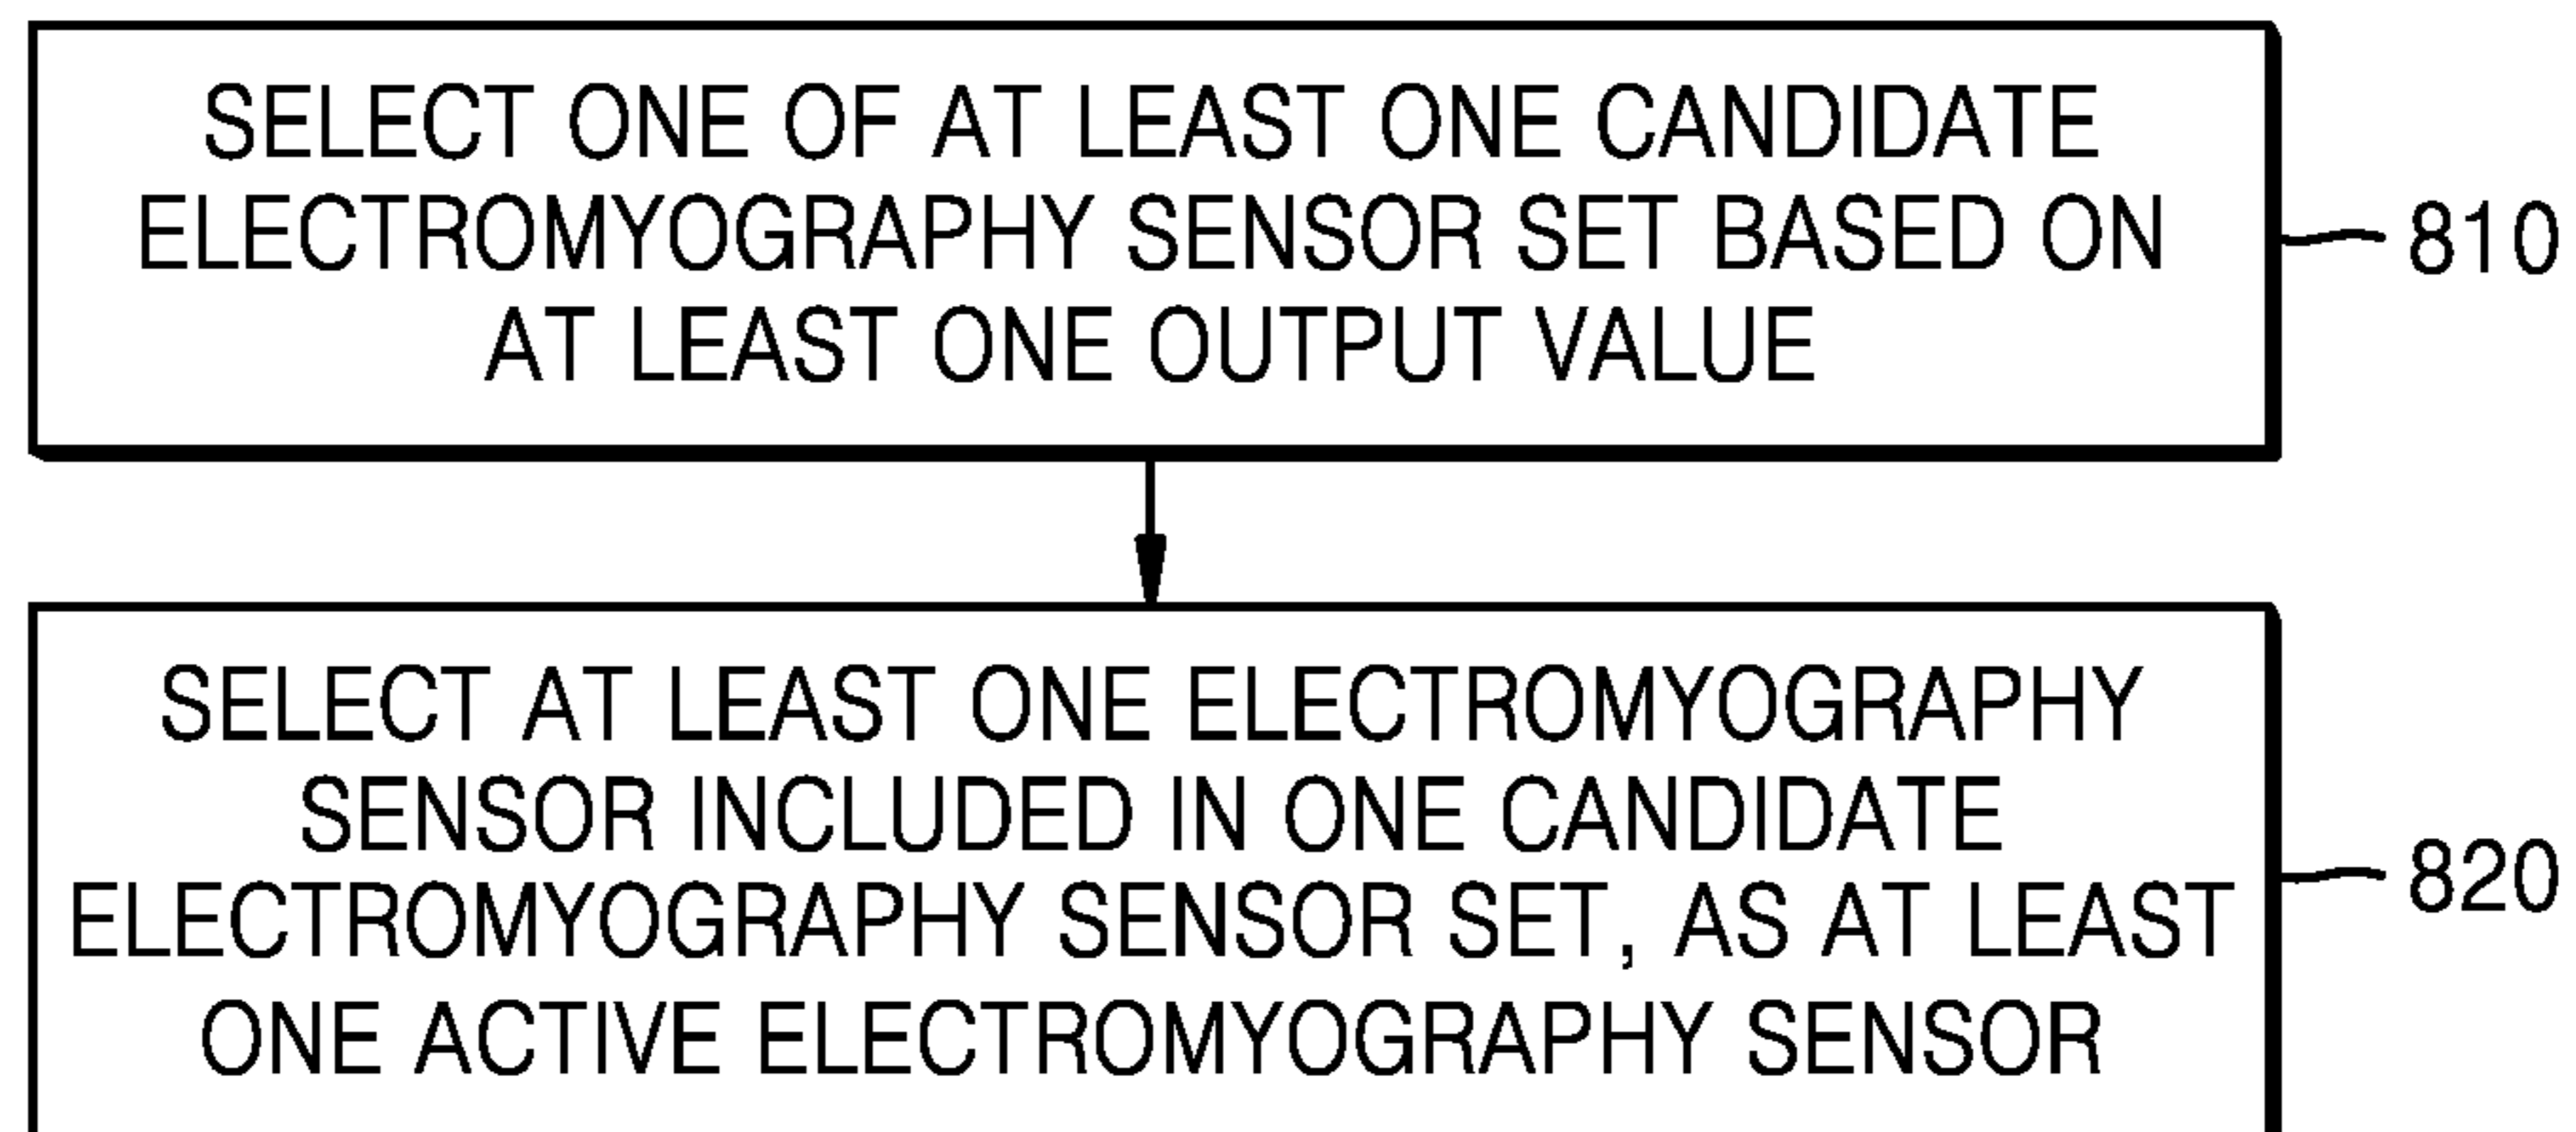 SELECT ONE OF AT LEAST ONE CANDIDATE
ELECTROMYOGRAPHY SENSOR SET BASED ON
AT LEAST ONE OUTPUT VALUE
810
SELECT AT LEAST ONE ELECTROMYOGRAPHY
SENSOR INCLUDED IN ONE CANDIDATE
ELECTROMYOGRAPHY SENSOR SET, AS AT LEAST
ONE ACTIVE ELECTROMYOGRAPHY SENSOR
820